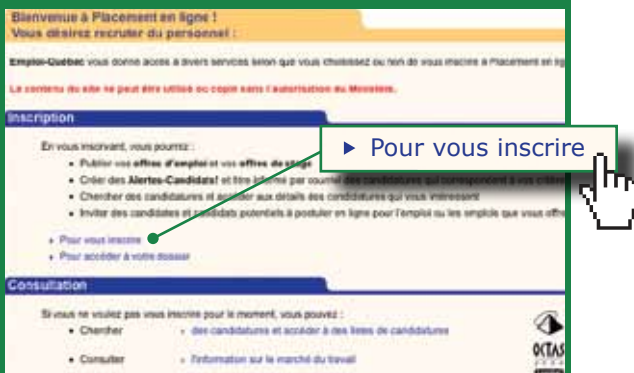 Bienvenue à Placement en ligne !
Vous désirez recruter du personnel :
Emploi-Québec vous donne accès à divers services selon que vous choisissez ou non de vous inscrire à Placement en lig
Le contenu du site ne peut être utilisé ou copié sans l'autorisation du Ministère.
Inscription
En vous inscrivant, vous pourrez :
• Publier vos offres d'emploi et vos offres de stage
• Créer des Alertes-Candidats! et être informé par courriel des candidatures qui correspondent à vos critères
• Chercher des candidatures et accéder aux détails des candidatures qui vous intéressent
• Inviter des candidates et candidats potentiels à postuler en ligne pour l'emploi ou les emplois que vous offre
Pour vous inscrire
Pour vous inscrire
Pour accéder à votre dossier
Consultation
Si vous ne voulez pas vous inscrire pour le moment, vous pouvez :
• Chercher des candidatures et accéder à des listes de candidatures
• Consulter l'information sur le marché du travail
OCTAS